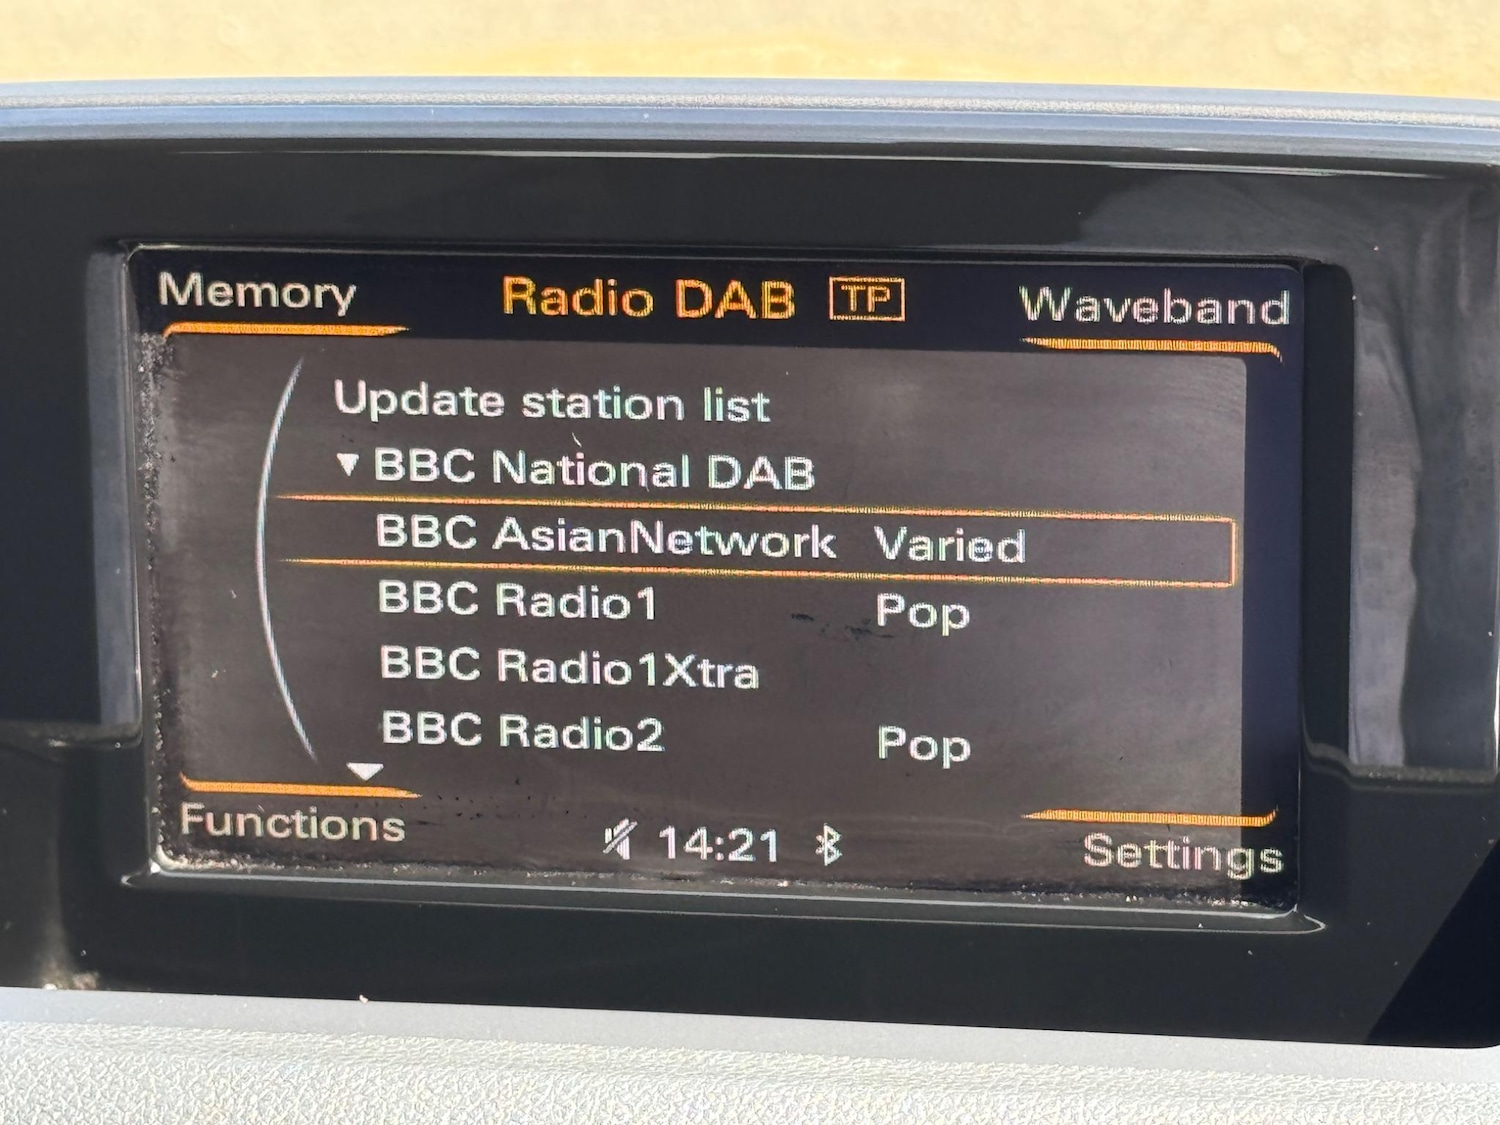 Memory Radio DAB TP Waveband
Update station list
▼ BBC National DAB
BBC AsianNetwork Varied
BBC Radio1 Pop
BBC Radio1Xtra
BBC Radio2 Pop
Functions 14:21 Settings